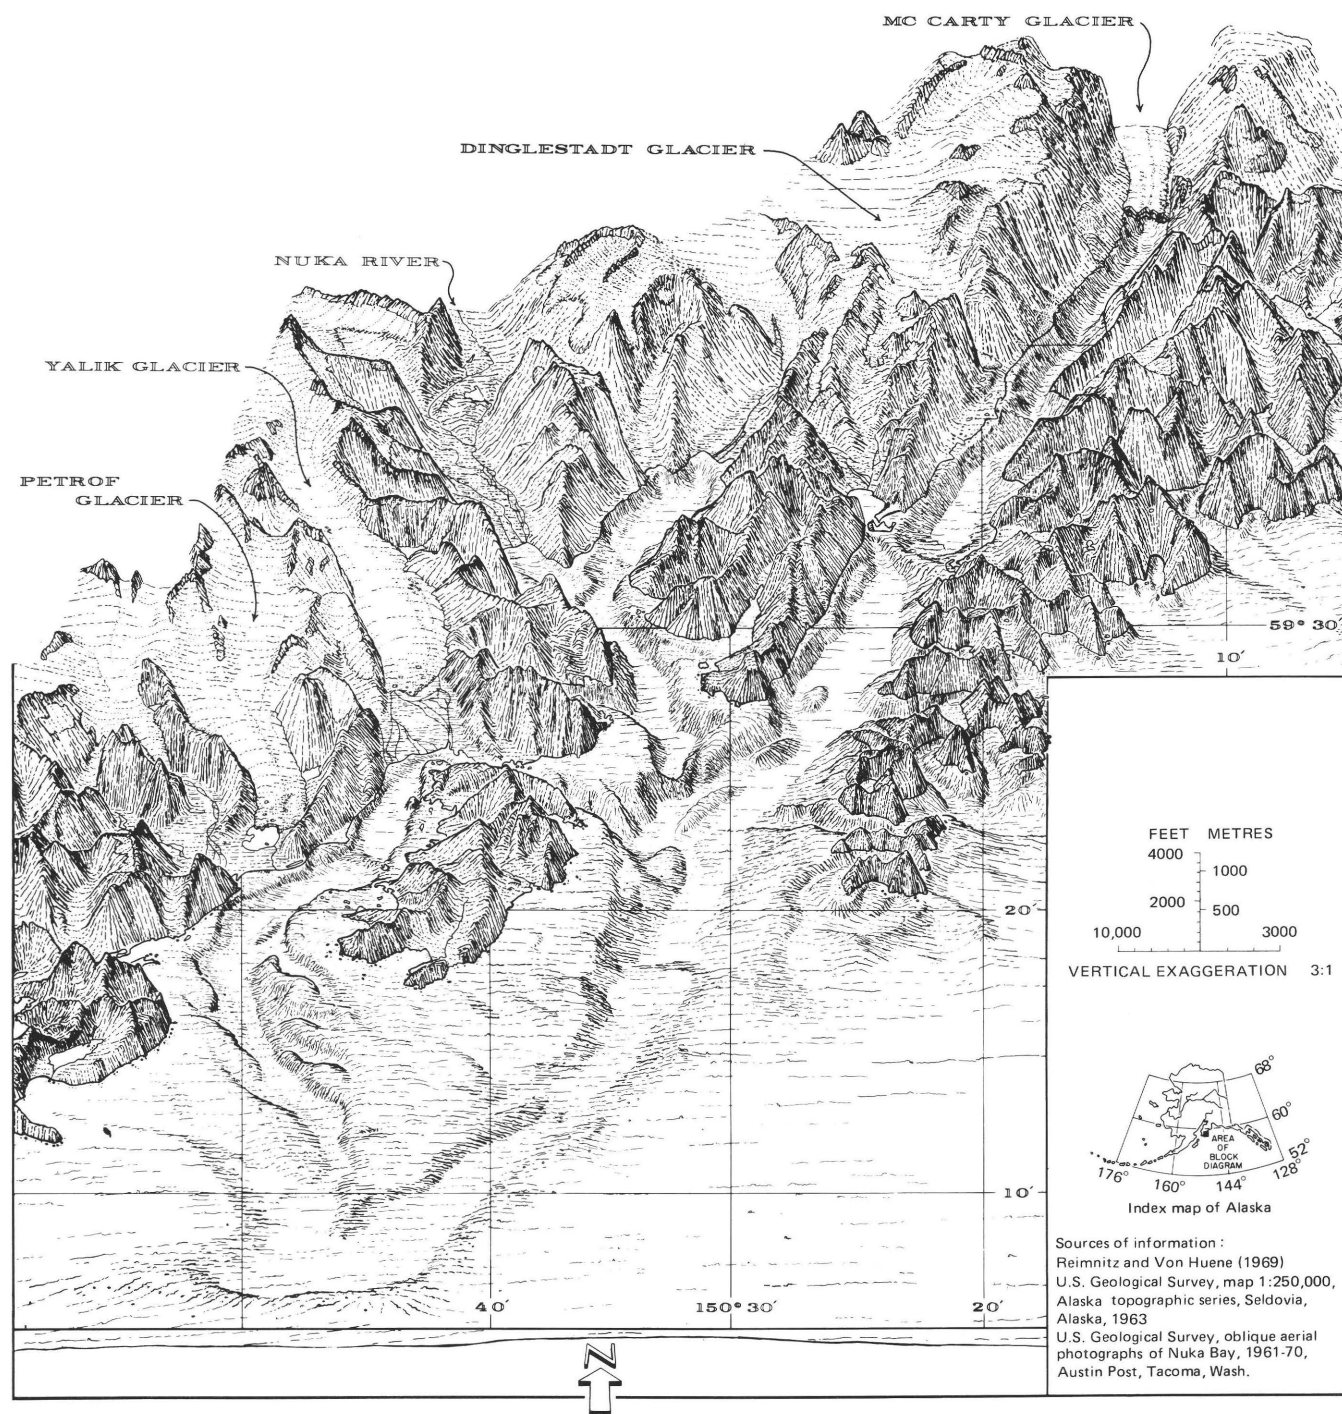 MC CARTY GLACIER
DINGLESTADT GLACIER
NUKA RIVER
YALIK GLACIER
PETROF
GLACIER
59° 30′
10′
FEET METRES
4000
1000
2000
500
10,000
3000
VERTICAL EXAGGERATION 3:1
20′
68°
60°
52°
AREA
OF
BLOCK
DIAGRAM
176°
160°
144°
128°
Index map of Alaska
10′
Sources of information :
Reimnitz and Von Huene (1969)
U.S. Geological Survey, map 1:250,000,
Alaska topographic series, Seldovia,
Alaska, 1963
U.S. Geological Survey, oblique aerial
photographs of Nuka Bay, 1961-70,
Austin Post, Tacoma, Wash.
40′
150° 30′
20′
N